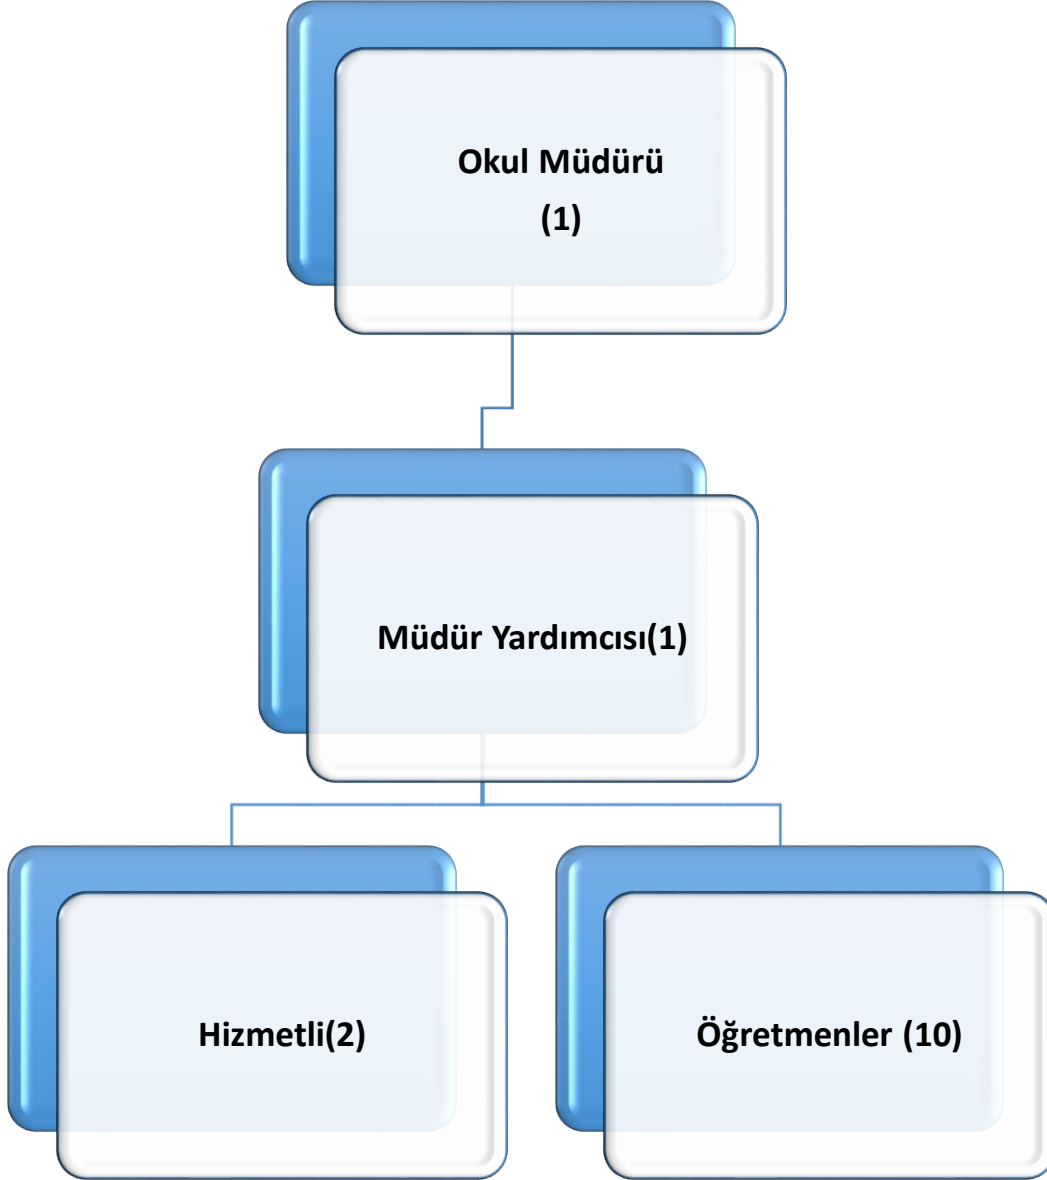 Okul Müdürü
(1)
Müdür Yardımcısı(1)
Hizmetli(2)
Öğretmenler (10)